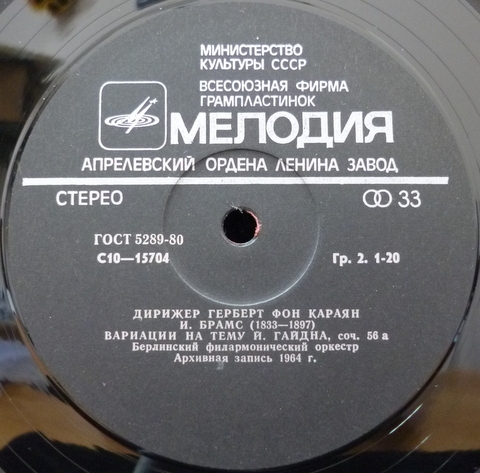 МИНИСТЕРСТВО
КУЛЬТУРЫ СССР
ВСЕСОЮЗНАЯ ФИРМА
ГРАМПЛАСТИНОК
МЕЛОДИЯ
АПРЕЛЕВСКИЙ ОРДЕНА ЛЕНИНА ЗАВОД
СТЕРЕО 33
ГОСТ 5289-80
С10—15704 Гр. 2. 1-20
ДИРИЖЕР ГЕРБЕРТ ФОН КАРАЯН
И. БРАМС (1833—1897)
ВАРИАЦИИ НА ТЕМУ Й. ГАЙДНА, соч. 56а
Берлинский филармонический оркестр
Архивная запись 1964 г.